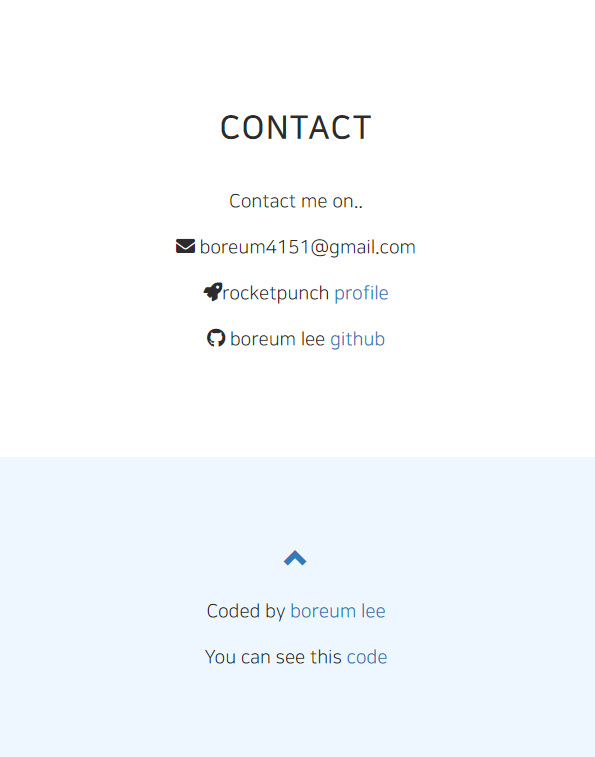 CONTACT
Contact me on..
boreum4151@gmail.com
rocketpunch profile
boreum lee github
Coded by boreum lee
You can see this code